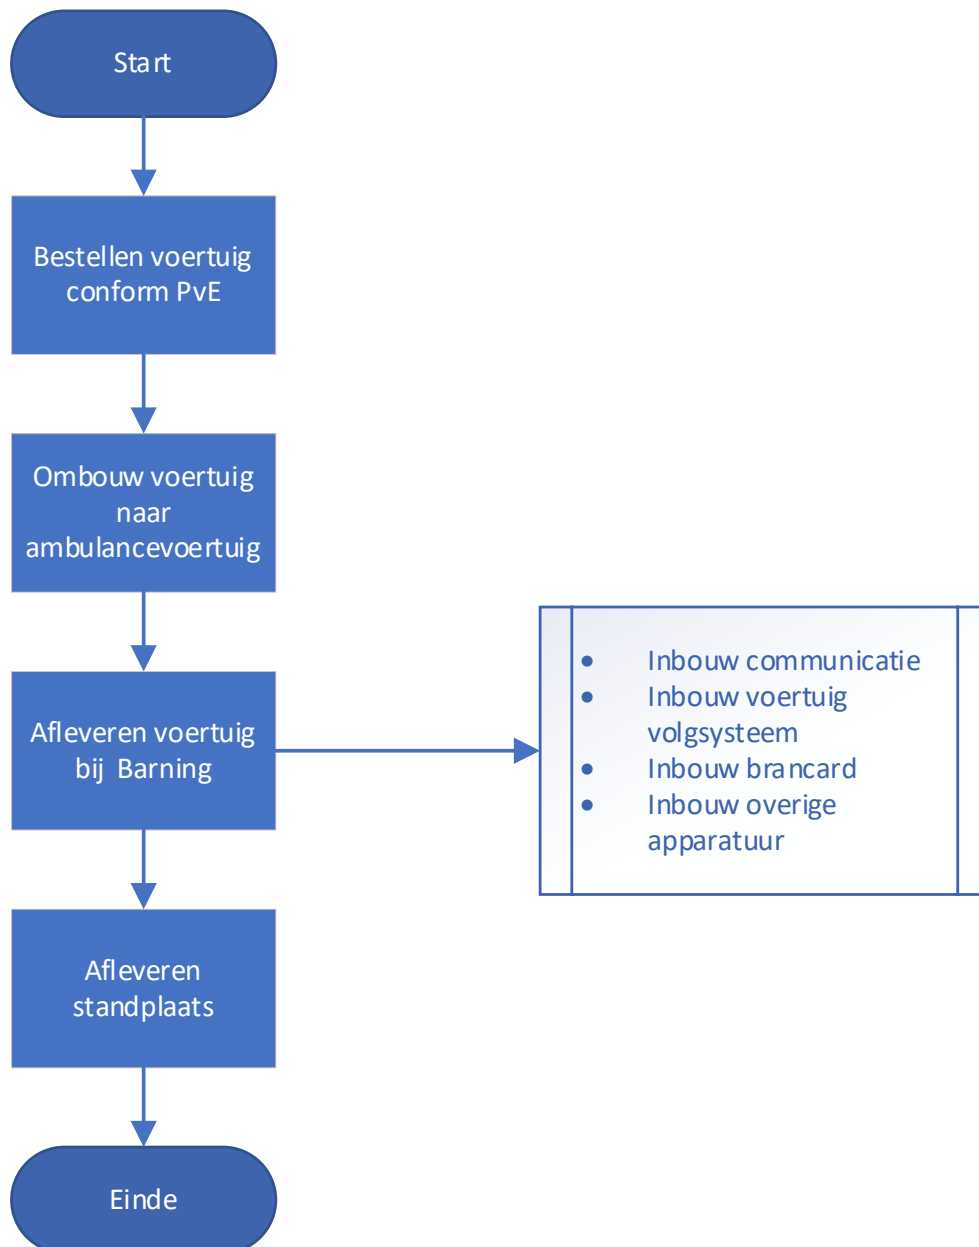 Start
Bestellen voertuig
conform PvE
Ombouw voertuig
naar
ambulancevoertuig
Afleveren voertuig
bij Barning
• Inbouw communicatie
• Inbouw voertuig
volgsysteem
• Inbouw brancard
• Inbouw overige
apparatuur
Afleveren
standplaats
Einde